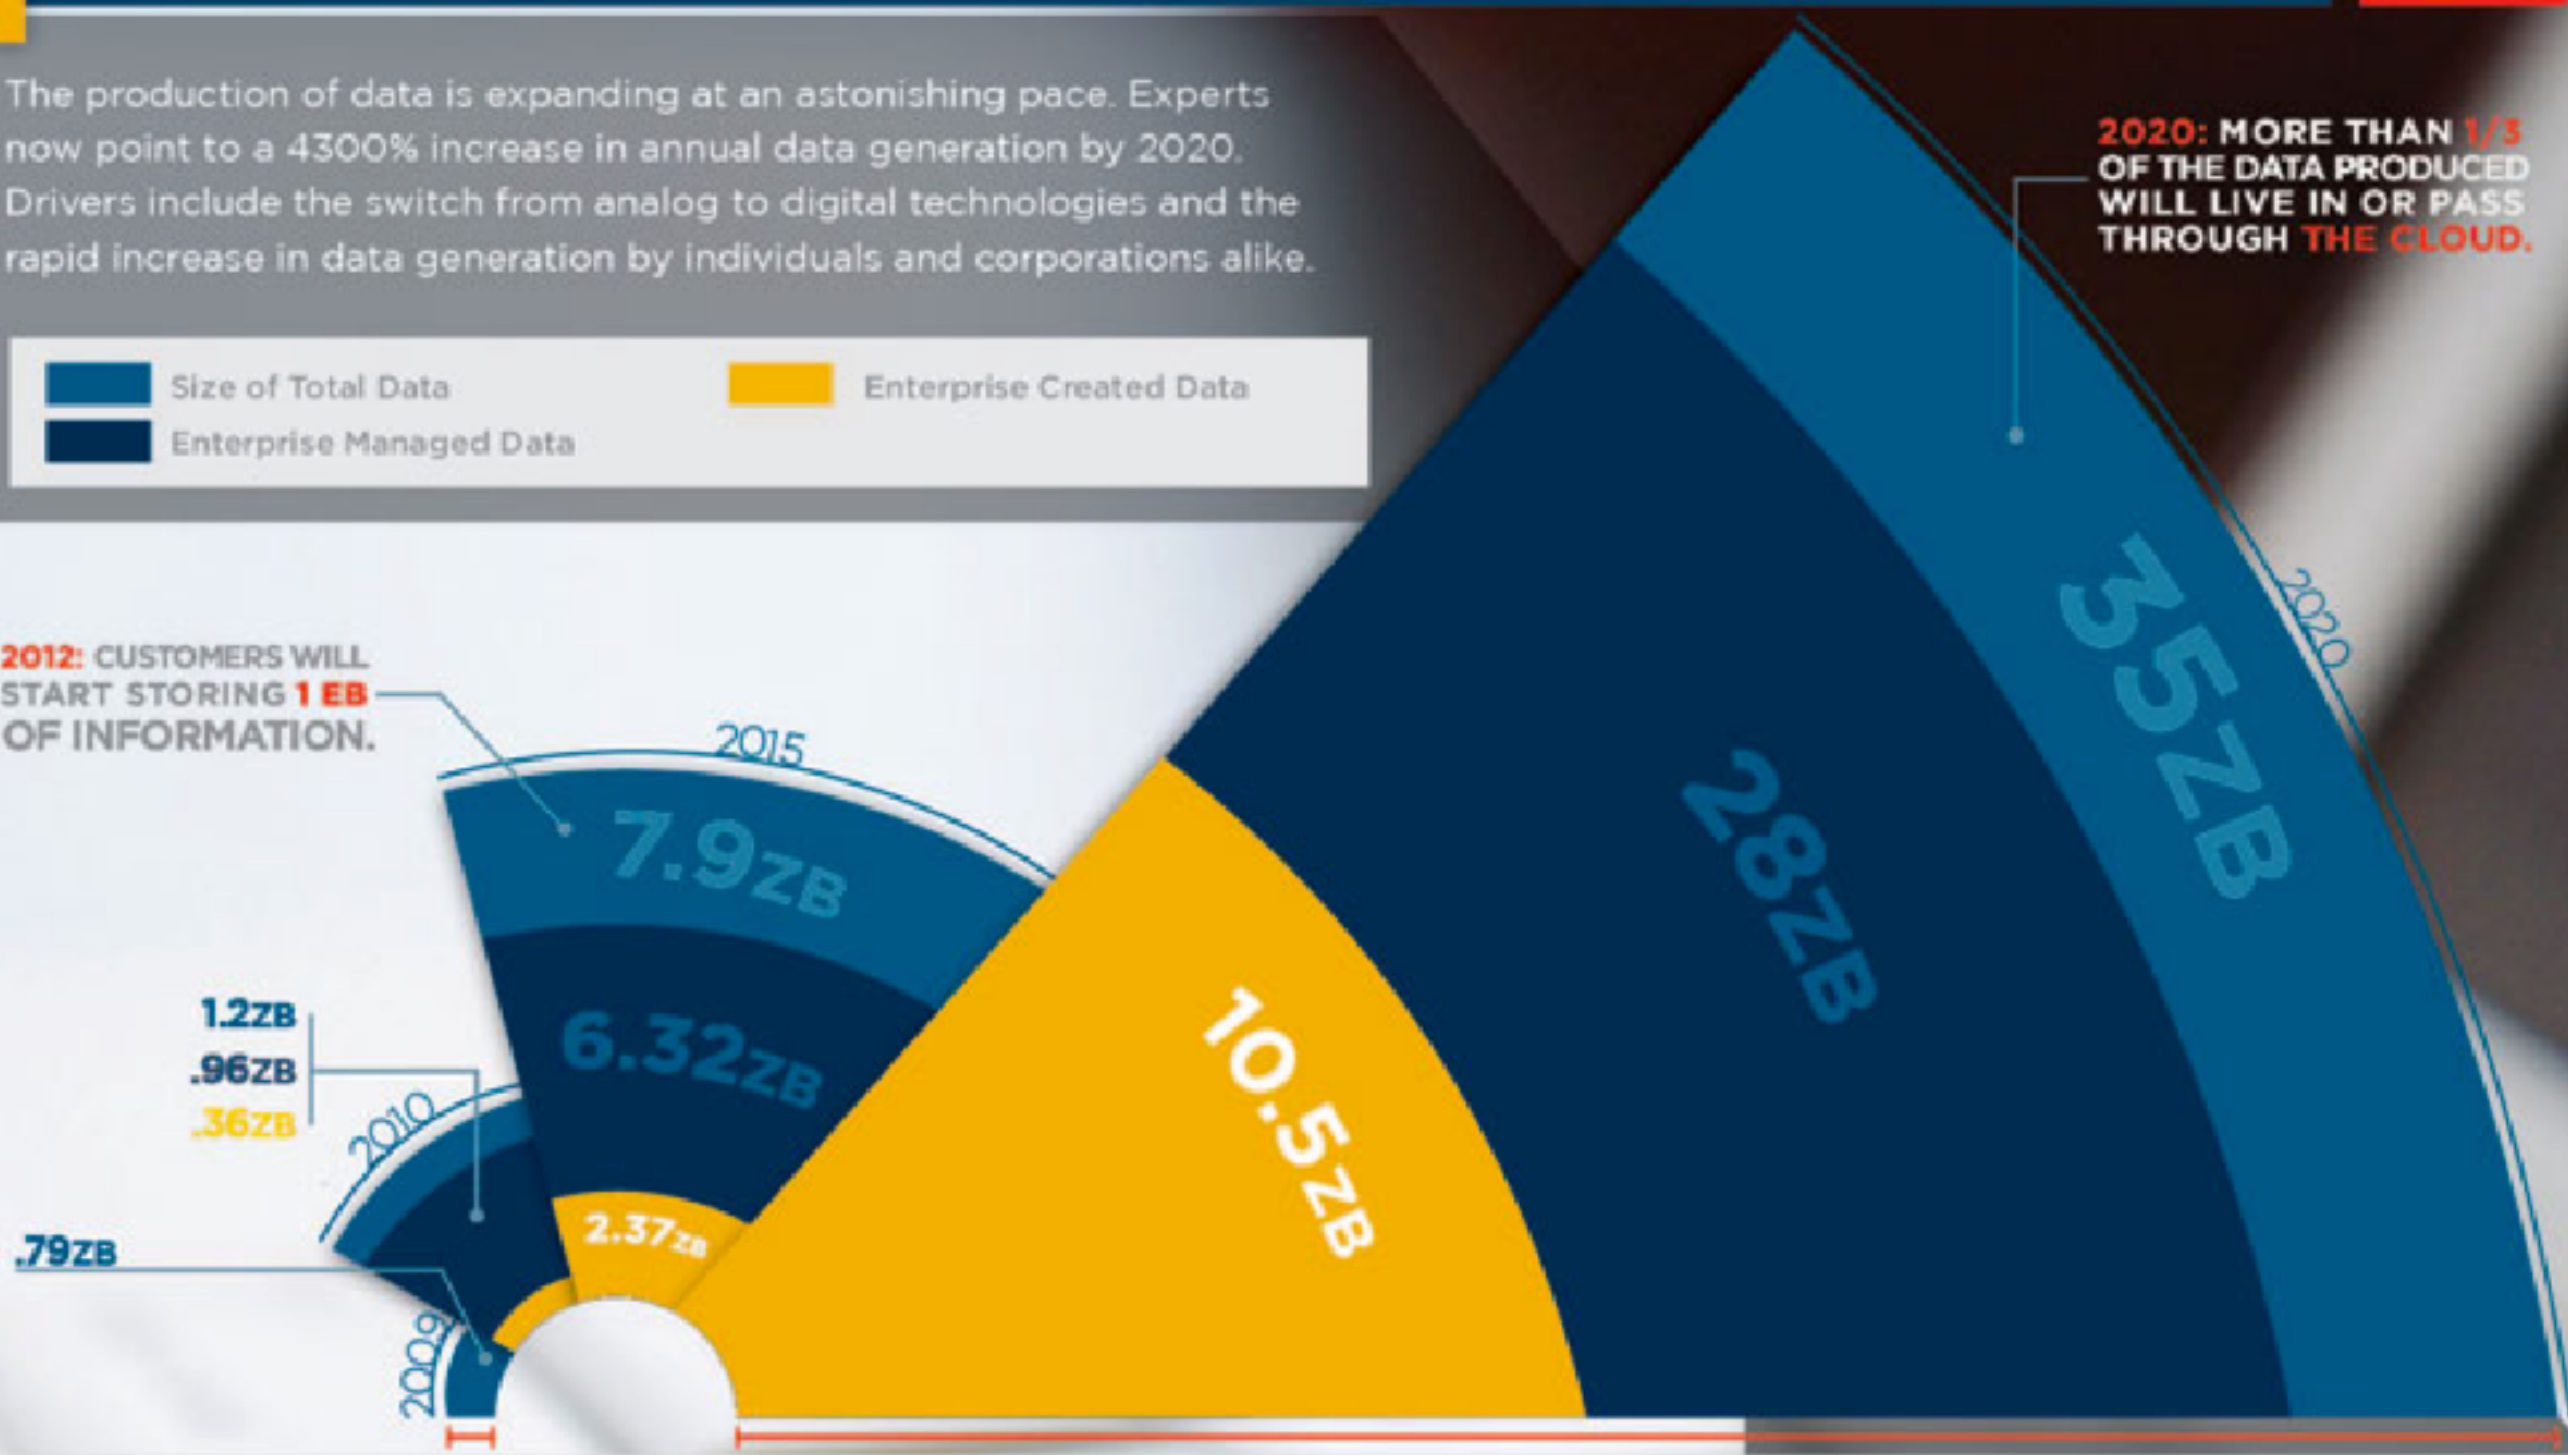 The production of data is expanding at an astonishing pace. Experts
now point to a 4300% increase in annual data generation by 2020.
Drivers include the switch from analog to digital technologies and the
rapid increase in data generation by individuals and corporations alike.
Size of Total Data
Enterprise Created Data
Enterprise Managed Data
2020: MORE THAN 1/3
OF THE DATA PRODUCED
WILL LIVE IN OR PASS
THROUGH THE CLOUD.
2012: CUSTOMERS WILL
START STORING 1 EB
OF INFORMATION.
2015
7.9ZB
6.32ZB
2.37ZB
2020
35ZB
28ZB
10.5ZB
1.2ZB
.96ZB
.36ZB
2010
.79ZB
2009